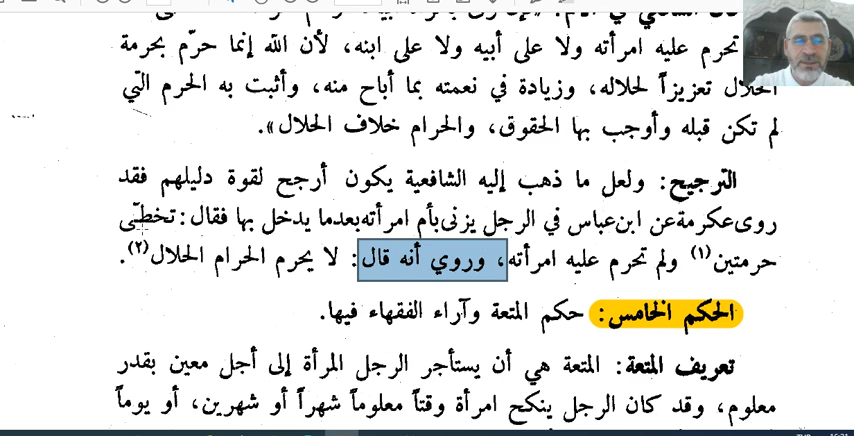 تحرم عليه امرأته ولا على أبيه ولا على ابنه، لأن الله إنما حرّم بحرمة
الحلال تعزيزاً لحلاله، وزيادة في نعمته بما أباح منه، وأثبت به الحرم التي
لم تكن قبله وأوجب بها الحقوق، والحرام خلاف الحلال».
الترجيح: ولعل ما ذهب إليه الشافعية يكون أرجح لقوة دليلهم فقد
روى عكرمة عن ابن عباس في الرجل يزنى بأم امرأته بعدما يدخل بها فقال: تخطّى
حرمتين(١) ولم تحرم عليه امرأته، وروي أنه قال: لا يحرم الحرام الحلال(٢).
الحكم الخامس: حكم المتعة وآراء الفقهاء فيها.
تعريف المتعة: المتعة هي أن يستأجر الرجل المرأة إلى أجل معين بقدر
معلوم، وقد كان الرجل ينكح امرأة وقتاً معلوماً شهراً أو شهرين، أو يوماً